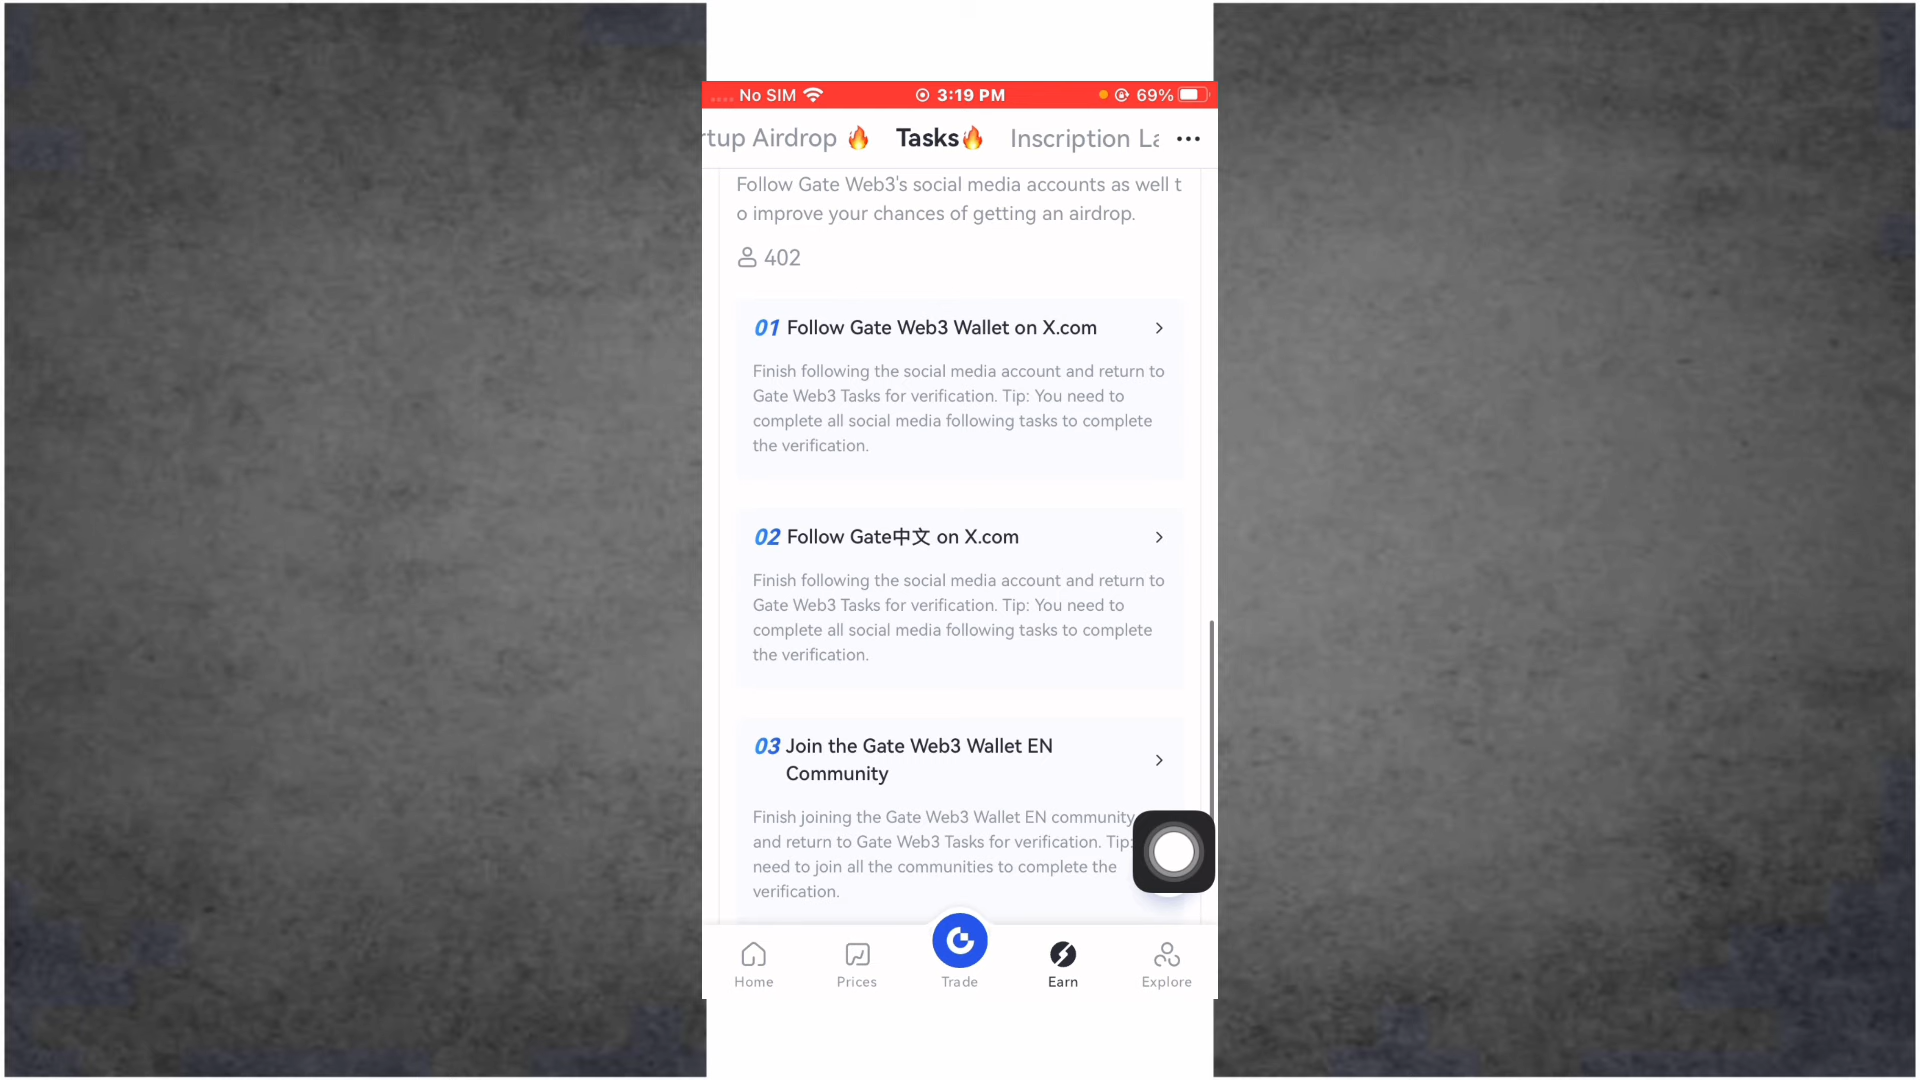 No SIM 3:19 PM 69%
rtup Airdrop 🔥 Tasks🔥 Inscription La
Follow Gate Web3's social media accounts as well t
o improve your chances of getting an airdrop.
402
01 Follow Gate Web3 Wallet on X.com
Finish following the social media account and return to
Gate Web3 Tasks for verification. Tip: You need to
complete all social media following tasks to complete
the verification.
02 Follow Gate中文 on X.com
Finish following the social media account and return to
Gate Web3 Tasks for verification. Tip: You need to
complete all social media following tasks to complete
the verification.
03 Join the Gate Web3 Wallet EN
Community
Finish joining the Gate Web3 Wallet EN community
and return to Gate Web3 Tasks for verification. Tip:
need to join all the communities to complete the
verification.
Home Prices Trade Earn Explore